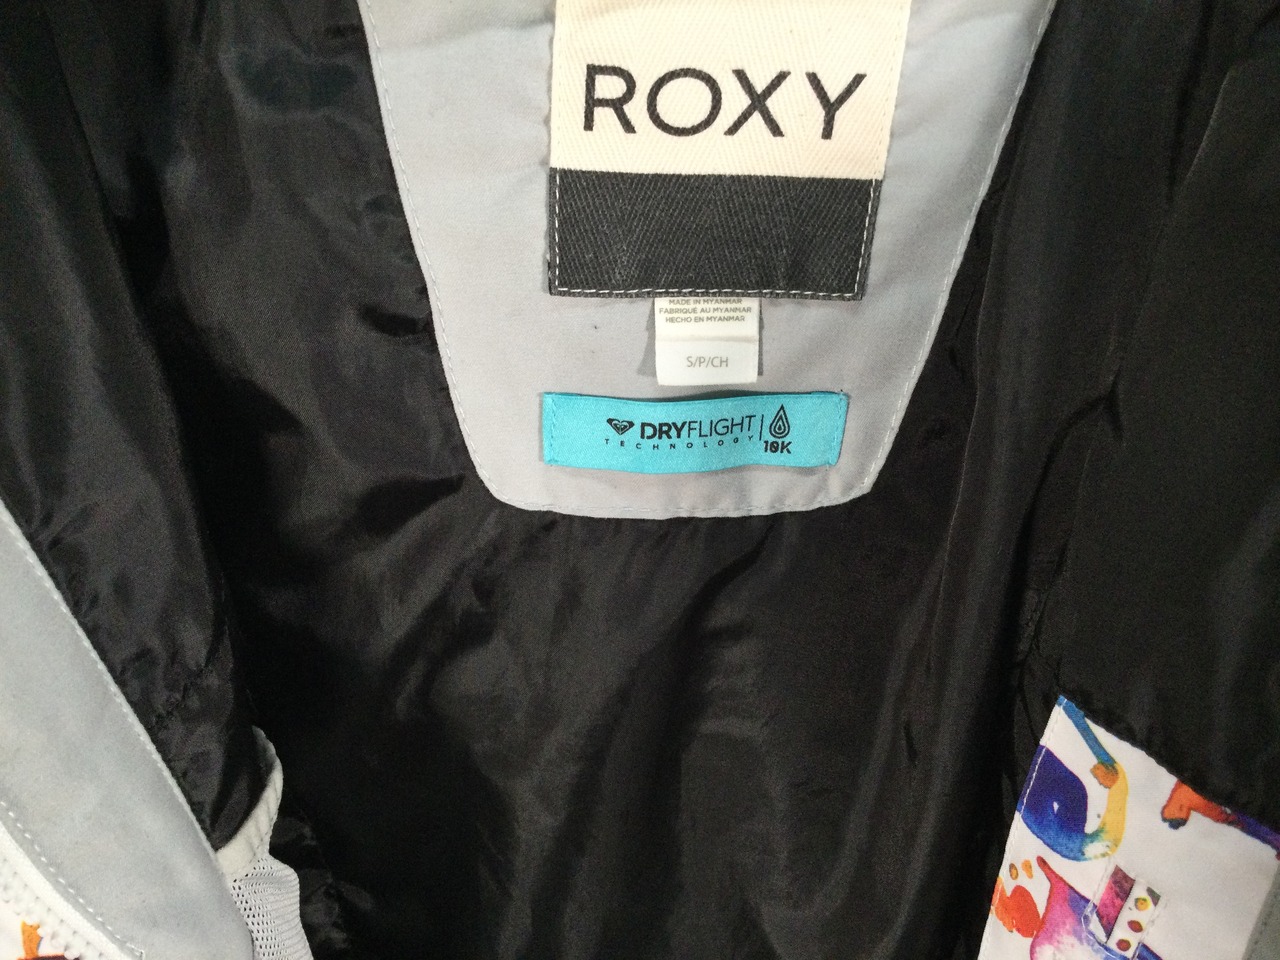 ROXY
MADE IN MYANMAR
FABRIQUÉ AU MYANMAR
HECHO EN MYANMAR
S/P/CH
DRYFLIGHT
TECHNOLOGY
10K